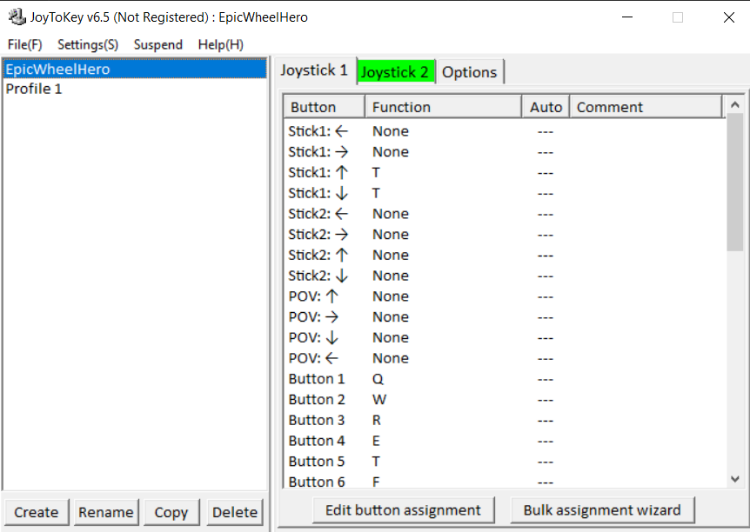 JoyToKey v6.5 (Not Registered) : EpicWheelHero
File(F) Settings(S) Suspend Help(H)
EpicWheelHero
Profile 1
Joystick 1 Joystick 2 Options
Button Function Auto Comment
Stick1: ← None ---
Stick1: → None ---
Stick1: ↑ T ---
Stick1: ↓ T ---
Stick2: ← None ---
Stick2: → None ---
Stick2: ↑ None ---
Stick2: ↓ None ---
POV: ↑ None ---
POV: → None ---
POV: ↓ None ---
POV: ← None ---
Button 1 Q ---
Button 2 W ---
Button 3 R ---
Button 4 E ---
Button 5 T ---
Button 6 F ---
Create Rename Copy Delete
Edit button assignment Bulk assignment wizard